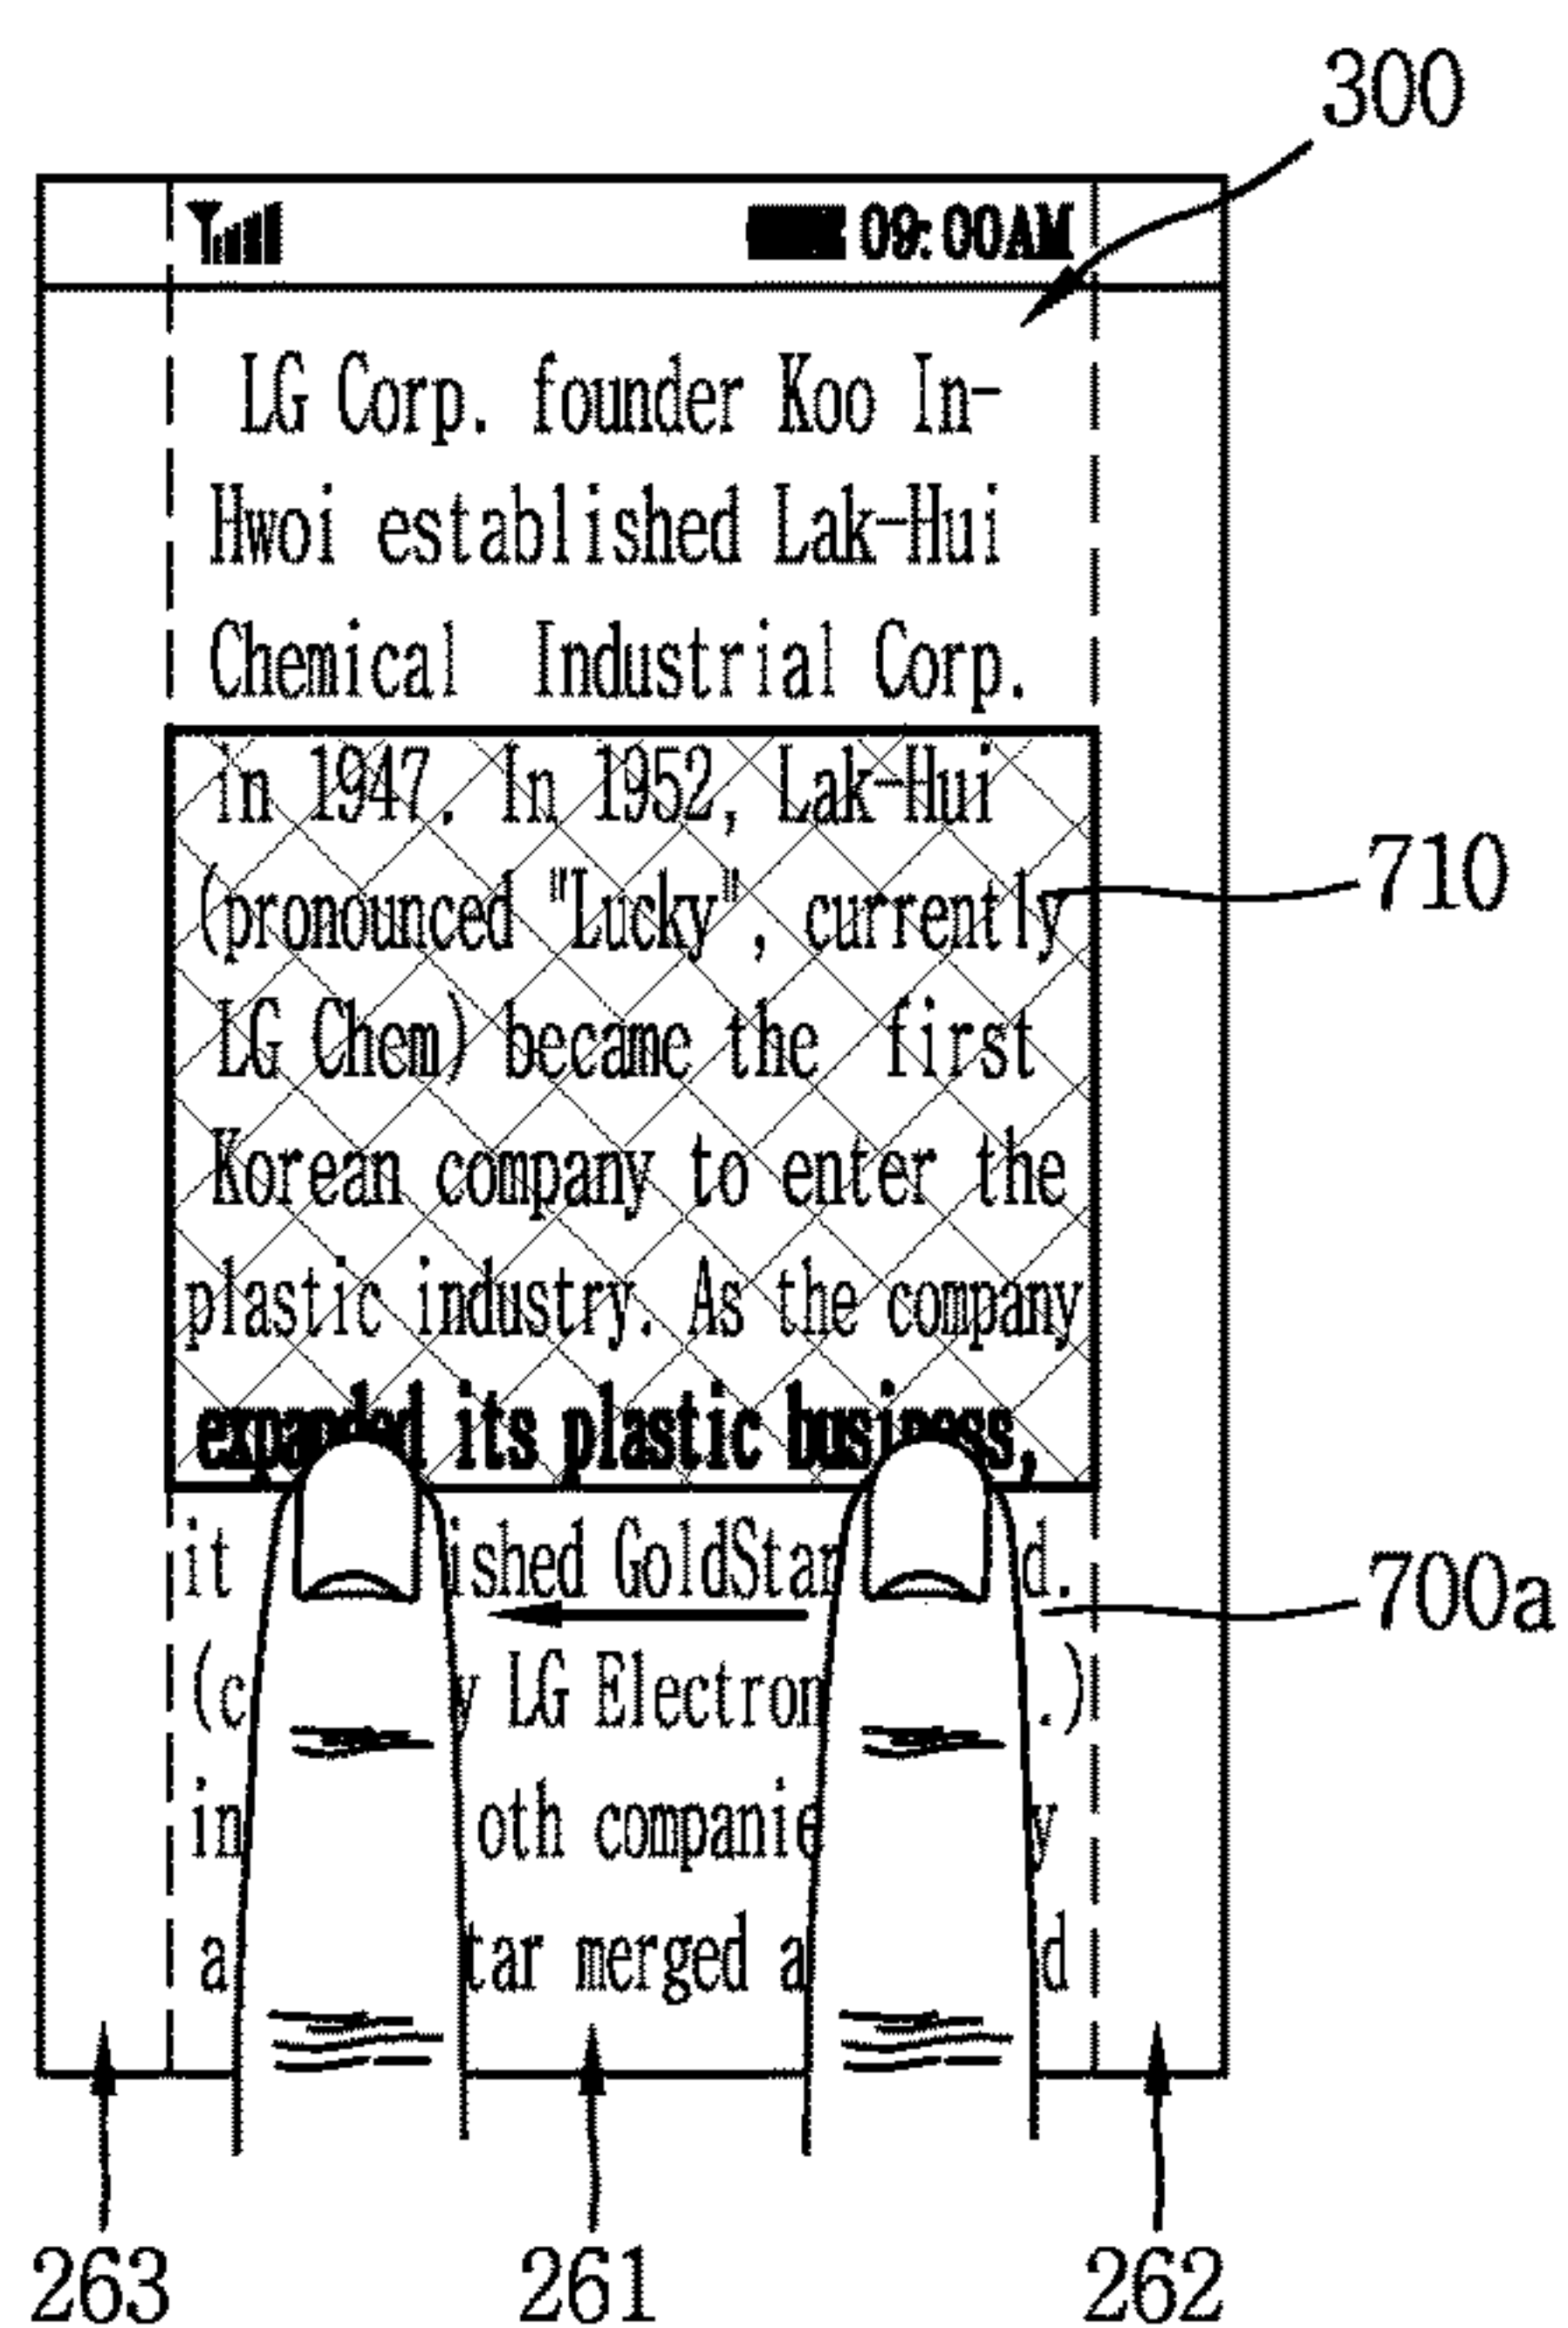 300
09:00AM
LG Corp. founder Koo In-
Hwoi established Lak-Hui
Chemical Industrial Corp.
in 1947. In 1952, Lak-Hui
(pronounced "Lucky", currently
710
LG Chem) became the first
Korean company to enter the
plastic industry. As the company
expanded its plastic business,
it ished GoldStar d.
700a
(c y LG Electron .)
in oth companie y
a tar merged a d
263 261 262